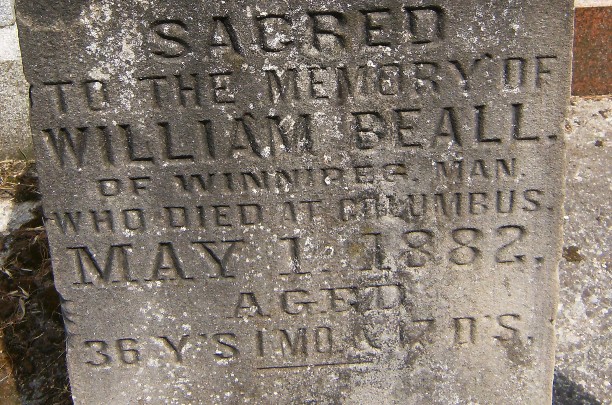 SACRED
TO THE MEMORY OF
WILLIAM BEALL.
OF WINNIPEG. MAN.
WHO DIED AT COLUMBUS.
MAY 1. 1882.
AGED
36 Y'S 1 MO. & 7 D'S.